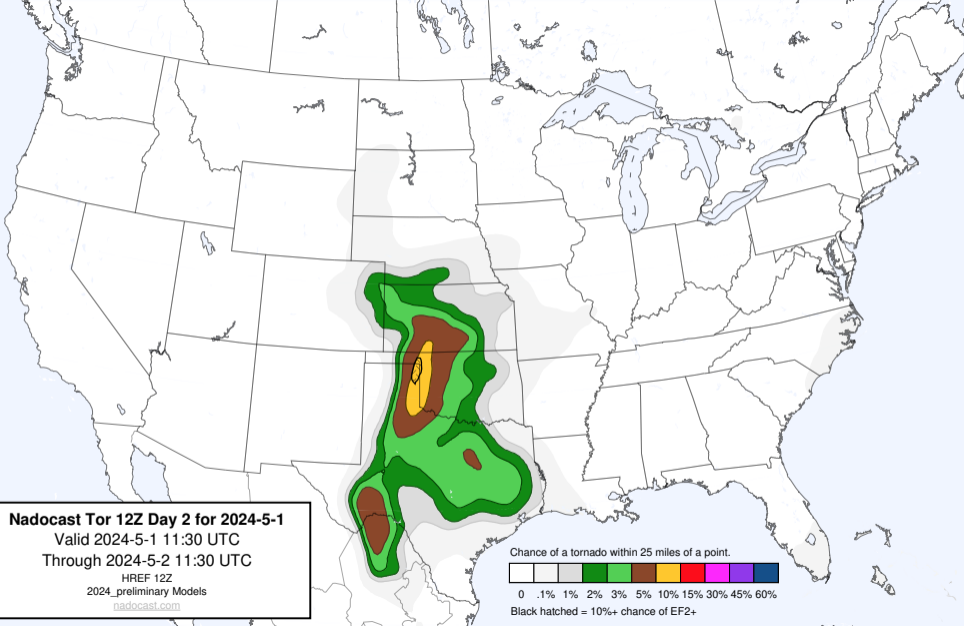 Nadocast Tor 12Z Day 2 for 2024-5-1
Valid 2024-5-1 11:30 UTC
Through 2024-5-2 11:30 UTC
HREF 12Z
2024_preliminary Models
nadocast.com
Chance of a tornado within 25 miles of a point.
0 .1% 1% 2% 3% 5% 10% 15% 30% 45% 60%
Black hatched = 10%+ chance of EF2+